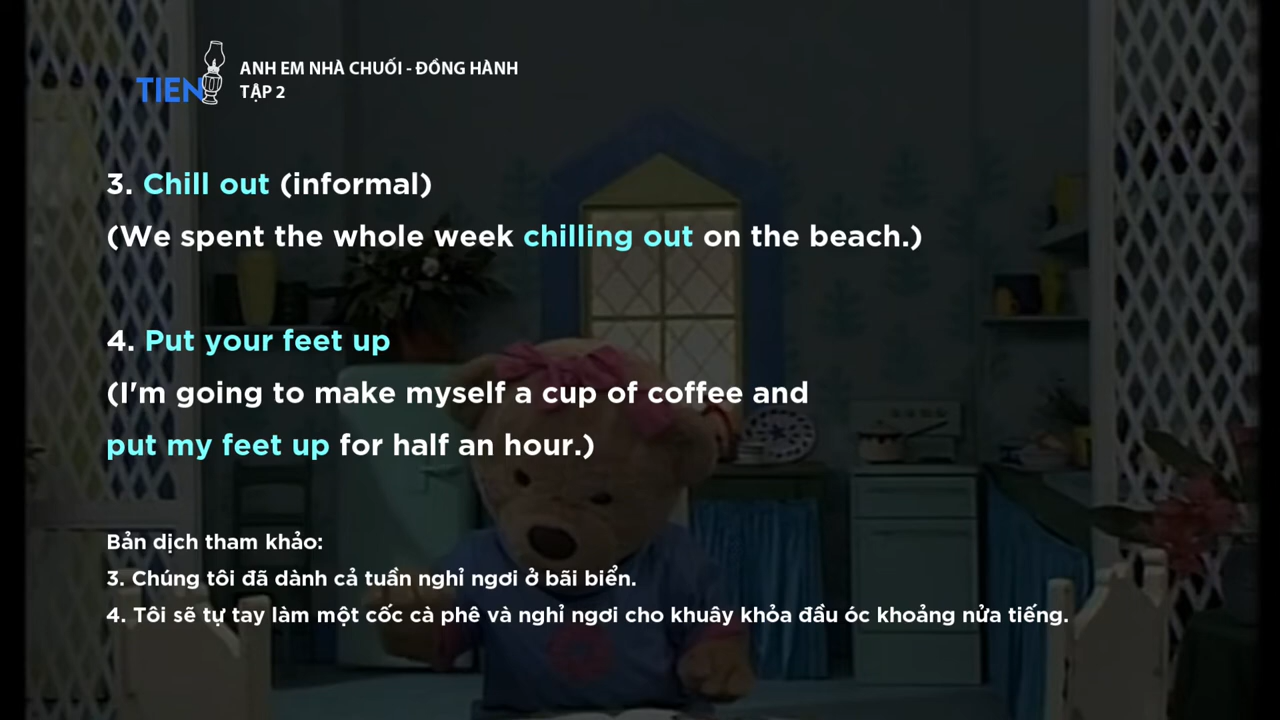 TIEN
ANH EM NHÀ CHUỐI - ĐỒNG HÀNH
TẬP 2
3. Chill out (informal)
(We spent the whole week chilling out on the beach.)
4. Put your feet up
(I'm going to make myself a cup of coffee and
put my feet up for half an hour.)
Bản dịch tham khảo:
3. Chúng tôi đã dành cả tuần nghỉ ngơi ở bãi biển.
4. Tôi sẽ tự tay làm một cốc cà phê và nghỉ ngơi cho khuây khỏa đầu óc khoảng nửa tiếng.